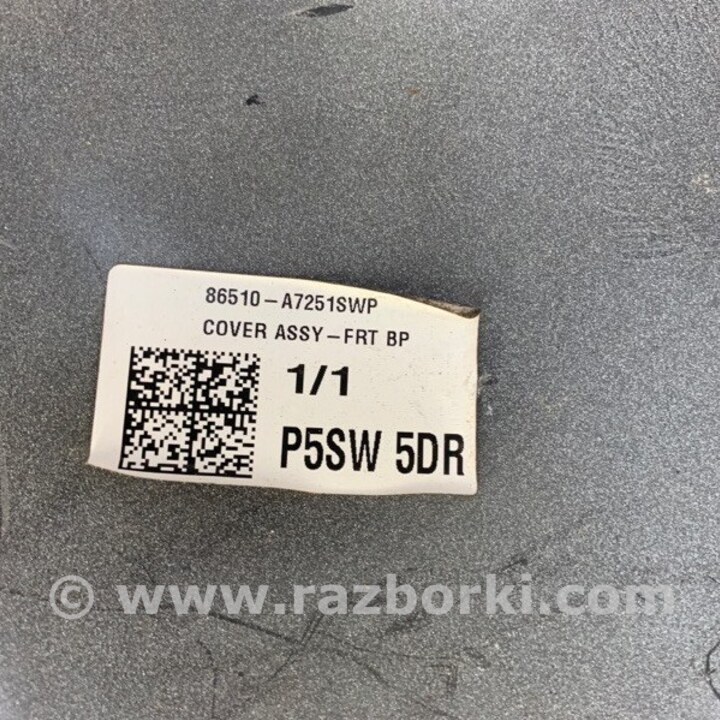 86510-A7251SWP
COVER ASSY-FRT BP
1/1
P5SW 5DR
© www.razborki.com